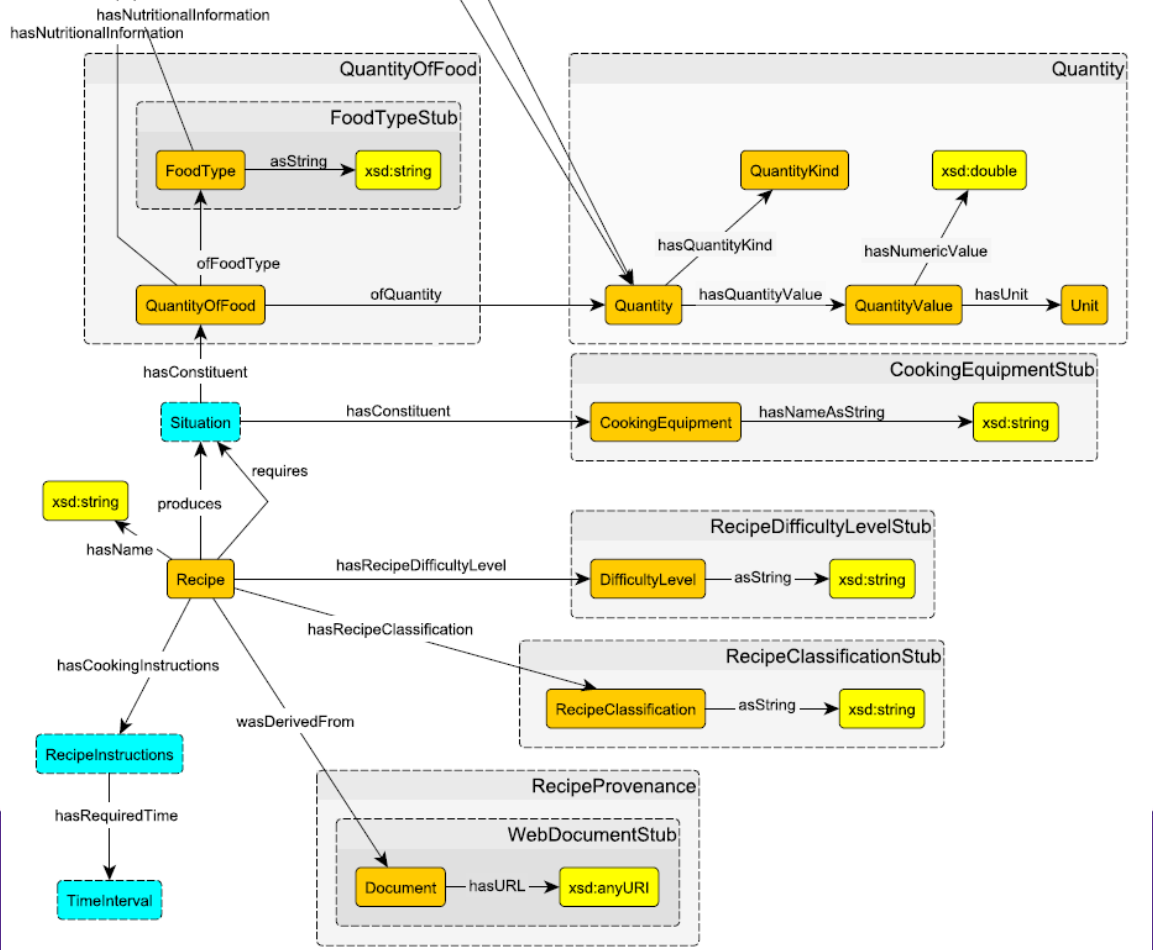 hasNutritionalInformation
hasNutritionalInformation
QuantityOfFood
Quantity
FoodTypeStub
FoodType
asString
xsd:string
QuantityKind
xsd:double
hasQuantityKind
hasNumericValue
ofFoodType
QuantityOfFood
ofQuantity
Quantity
hasQuantityValue
QuantityValue
hasUnit
Unit
hasConstituent
CookingEquipmentStub
Situation
hasConstituent
CookingEquipment
hasNameAsString
xsd:string
requires
xsd:string
produces
RecipeDifficultyLevelStub
hasName
Recipe
hasRecipeDifficultyLevel
DifficultyLevel
asString
xsd:string
hasRecipeClassification
RecipeClassificationStub
hasCookingInstructions
RecipeClassification
asString
xsd:string
wasDerivedFrom
RecipeInstructions
RecipeProvenance
hasRequiredTime
WebDocumentStub
Document
hasURL
xsd:anyURI
TimeInterval